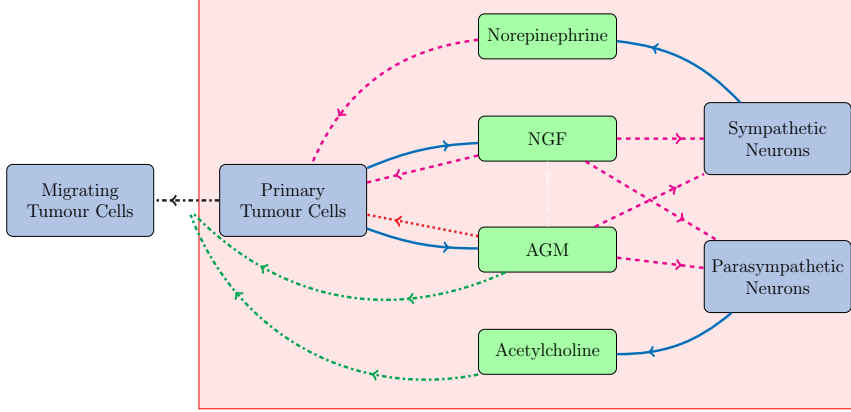 Norepinephrine
NGF
Sympathetic
Neurons
Migrating
Tumour Cells
Primary
Tumour Cells
AGM
Parasympathetic
Neurons
Acetylcholine